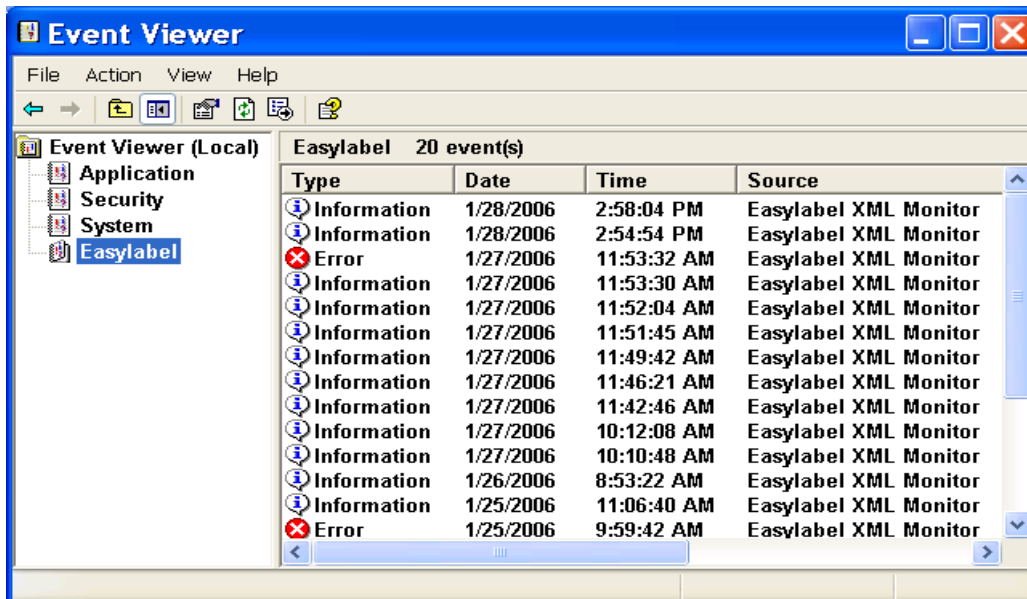 Event Viewer
File Action View Help
Event Viewer (Local)
Application
Security
System
Easylabel
Easylabel 20 event(s)
Type Date Time Source
Information 1/28/2006 2:58:04 PM Easylabel XML Monitor
Information 1/28/2006 2:54:54 PM Easylabel XML Monitor
Error 1/27/2006 11:53:32 AM Easylabel XML Monitor
Information 1/27/2006 11:53:30 AM Easylabel XML Monitor
Information 1/27/2006 11:52:04 AM Easylabel XML Monitor
Information 1/27/2006 11:51:45 AM Easylabel XML Monitor
Information 1/27/2006 11:49:42 AM Easylabel XML Monitor
Information 1/27/2006 11:46:21 AM Easylabel XML Monitor
Information 1/27/2006 11:42:46 AM Easylabel XML Monitor
Information 1/27/2006 10:12:08 AM Easylabel XML Monitor
Information 1/27/2006 10:10:48 AM Easylabel XML Monitor
Information 1/26/2006 8:53:22 AM Easylabel XML Monitor
Information 1/25/2006 11:06:40 AM Easylabel XML Monitor
Error 1/25/2006 9:59:42 AM Easylabel XML Monitor